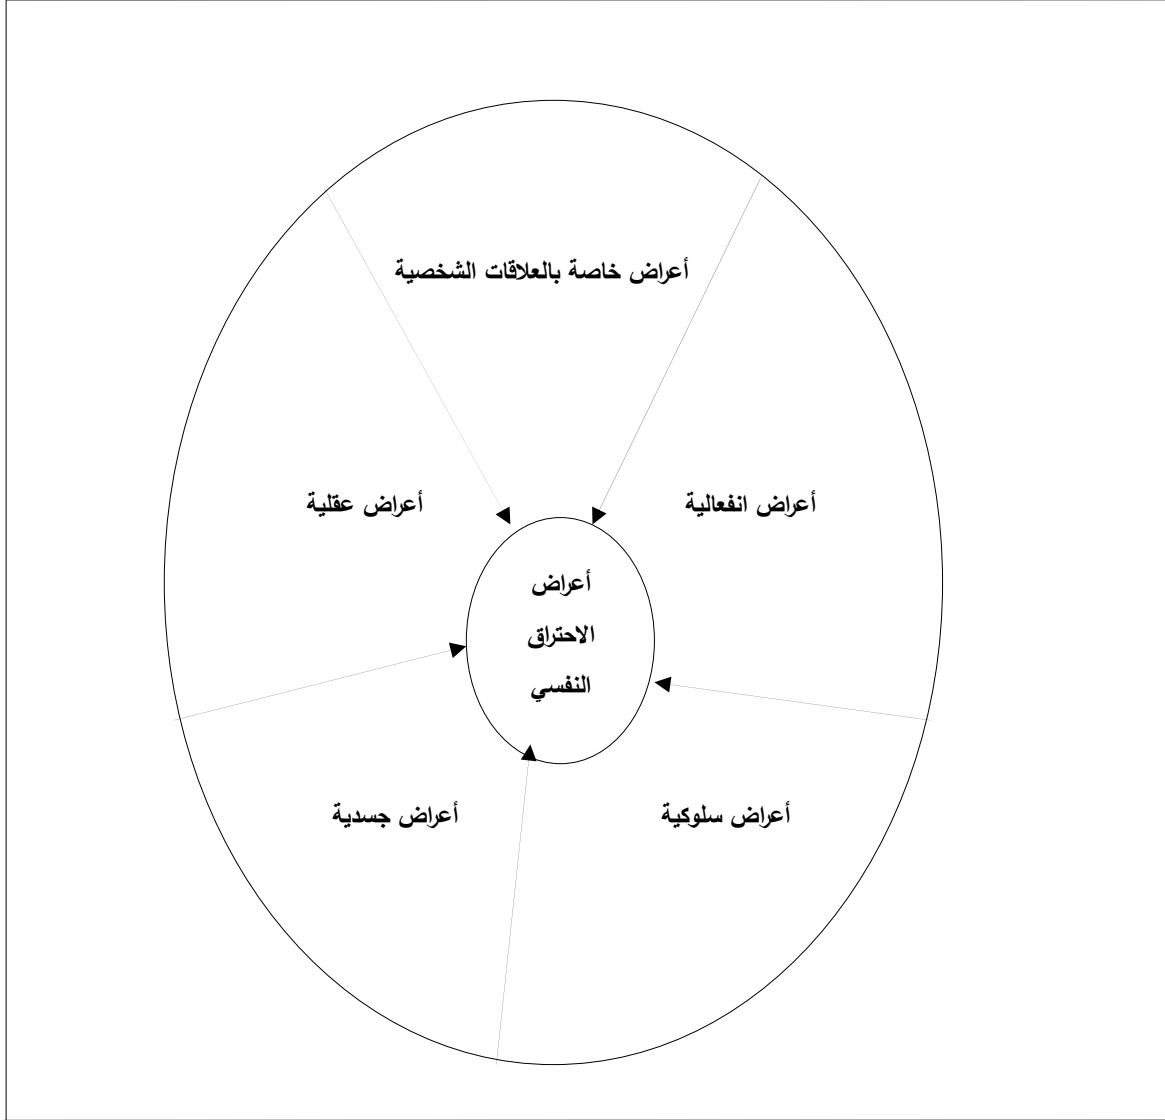 أعراض خاصة بالعلاقات الشخصية
أعراض انفعالية
أعراض عقلية
أعراض
الاحتراق
النفسي
أعراض سلوكية
أعراض جسدية